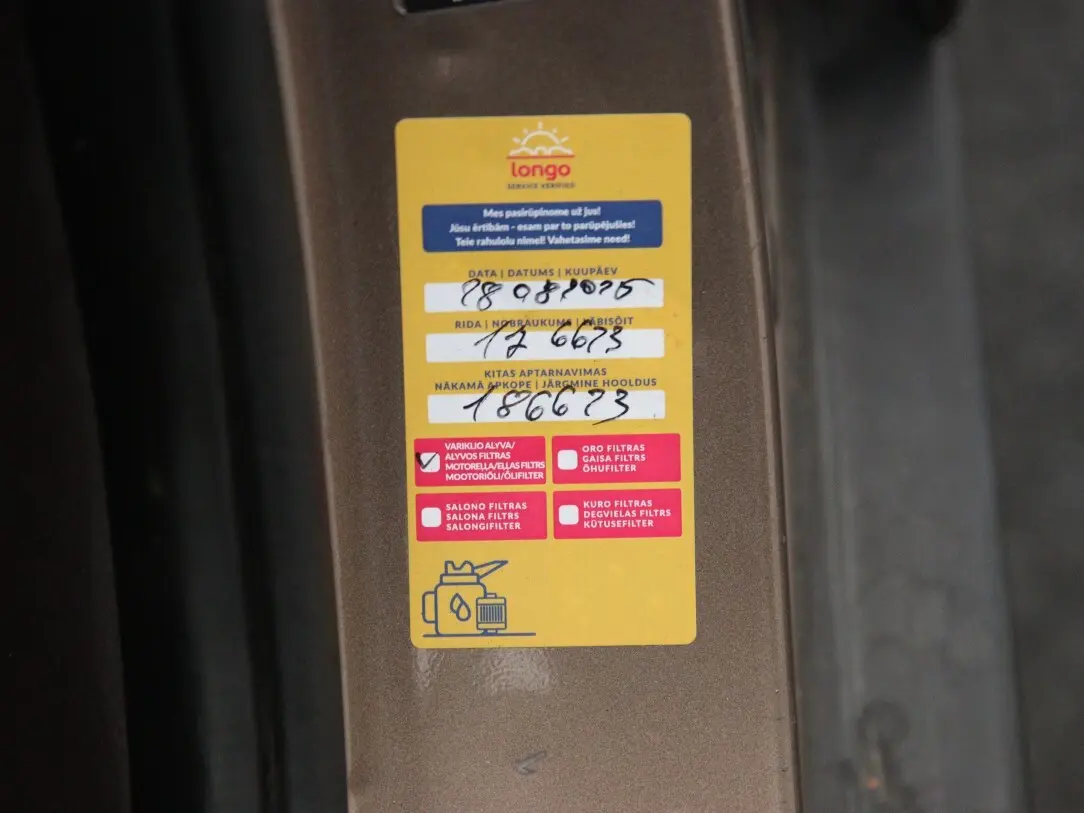 longo
SERVICE VERIFIED
Mes pasirūpinome už jus!
Jūsu ērtībām - esam par to parūpējušies!
Teie rahulolu nimel! Vahetasime need!
DATA | DATUMS | KUUPÄEV
28 08 2025
RIDA | NOBRAUKUMS | LÄBISÕIT
176673
KITAS APTARNAVIMAS
NĀKAMĀ APKOPE | JÄRGMINE HOOLDUS
186673
VARIKLIO ALYVA/
ALYVOS FILTRAS
MOTOREĻĻA/EĻĻAS FILTRS
MOOTORIÕLI/ÕLIFILTER
ORO FILTRAS
GAISA FILTRS
ÕHUFILTER
SALONO FILTRAS
SALONA FILTRS
SALONGIFILTER
KURO FILTRAS
DEGVIELAS FILTRS
KÜTUSEFILTER